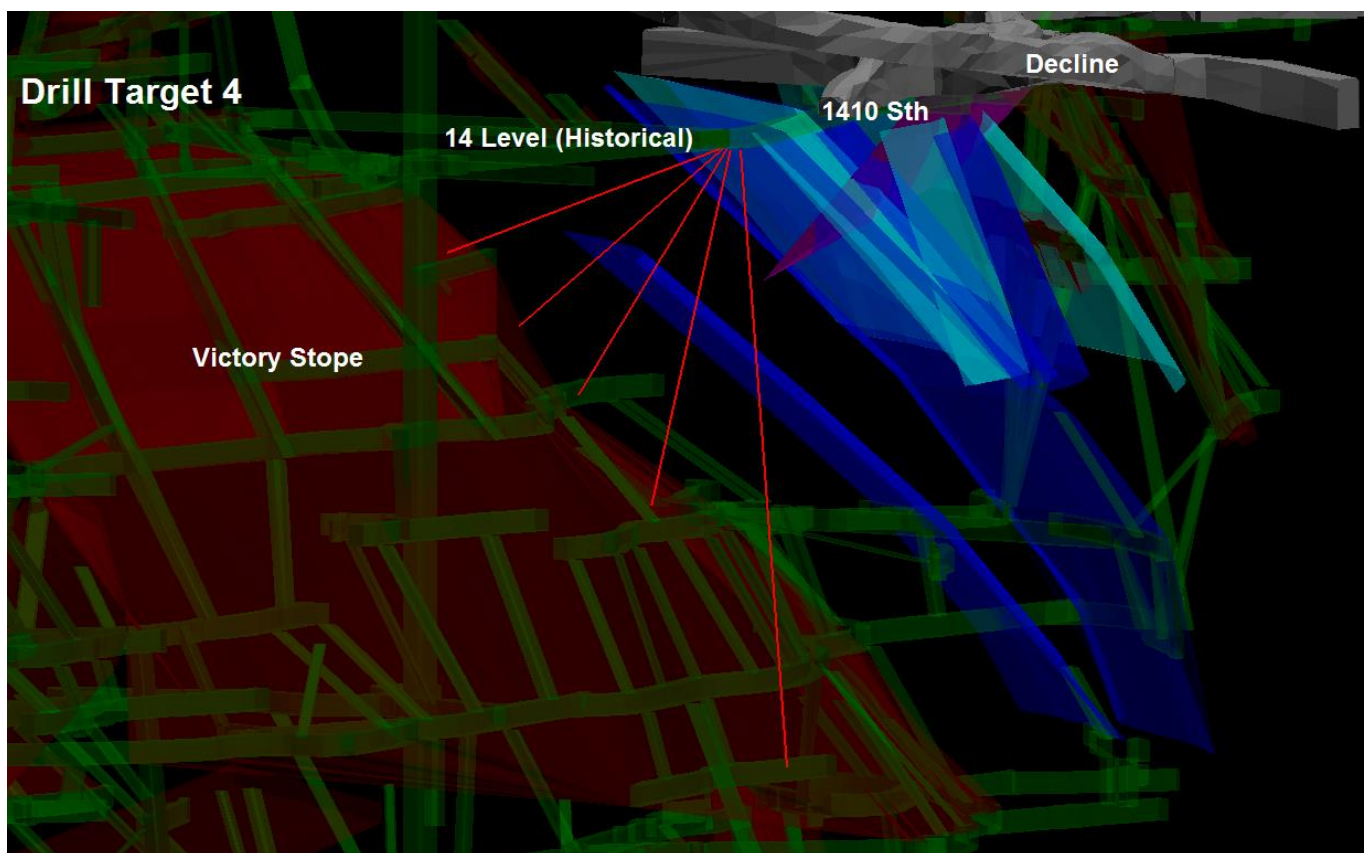 Drill Target 4
Decline
1410 Sth
14 Level (Historical)
Victory Stope